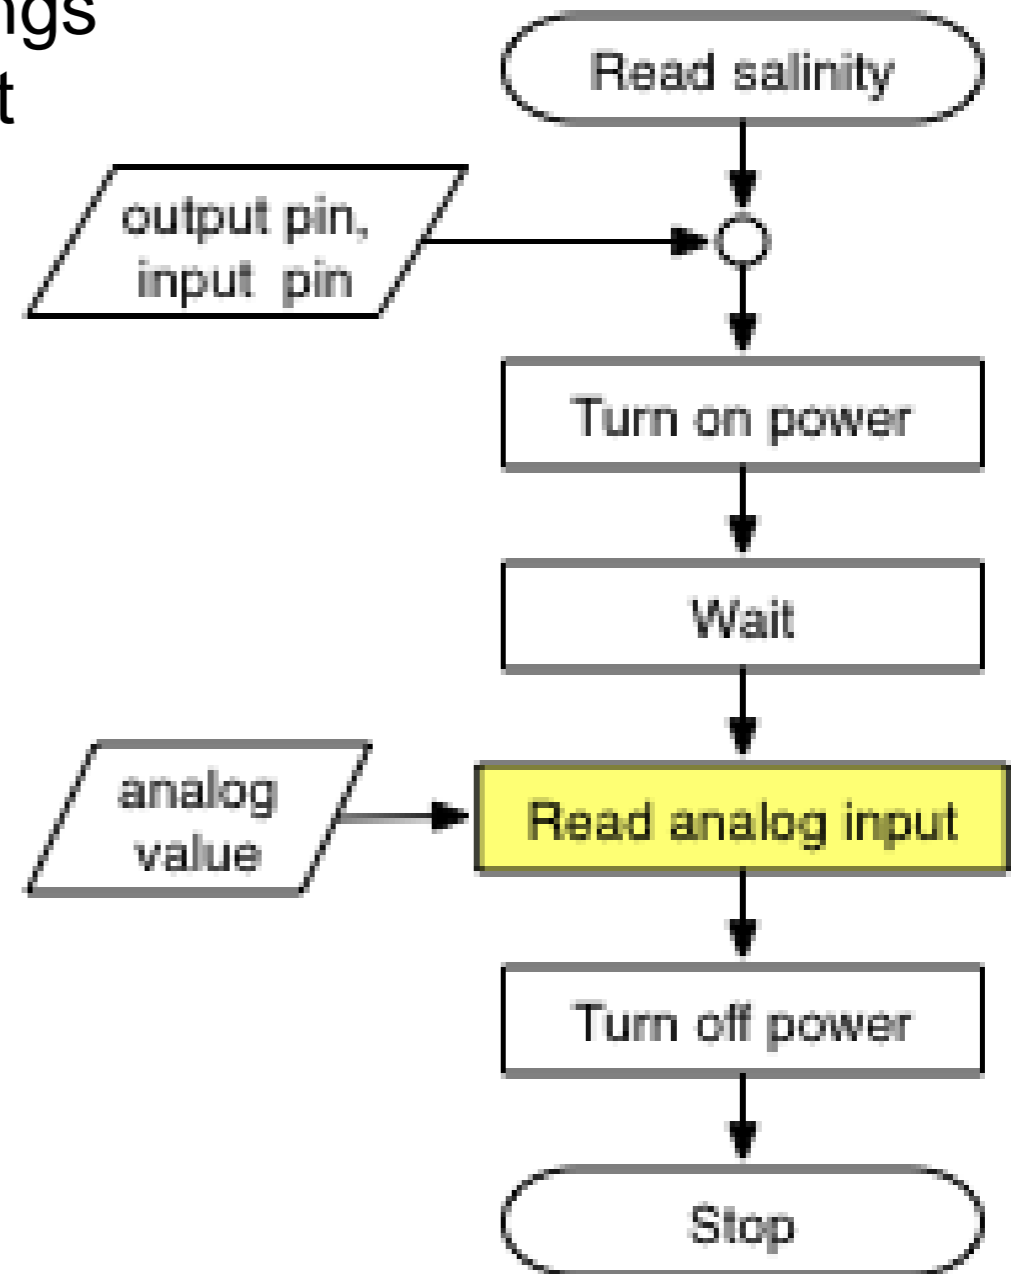 ngs
t
Read salinity
output pin,
input pin
Turn on power
Wait
analog
value
Read analog input
Turn off power
Stop